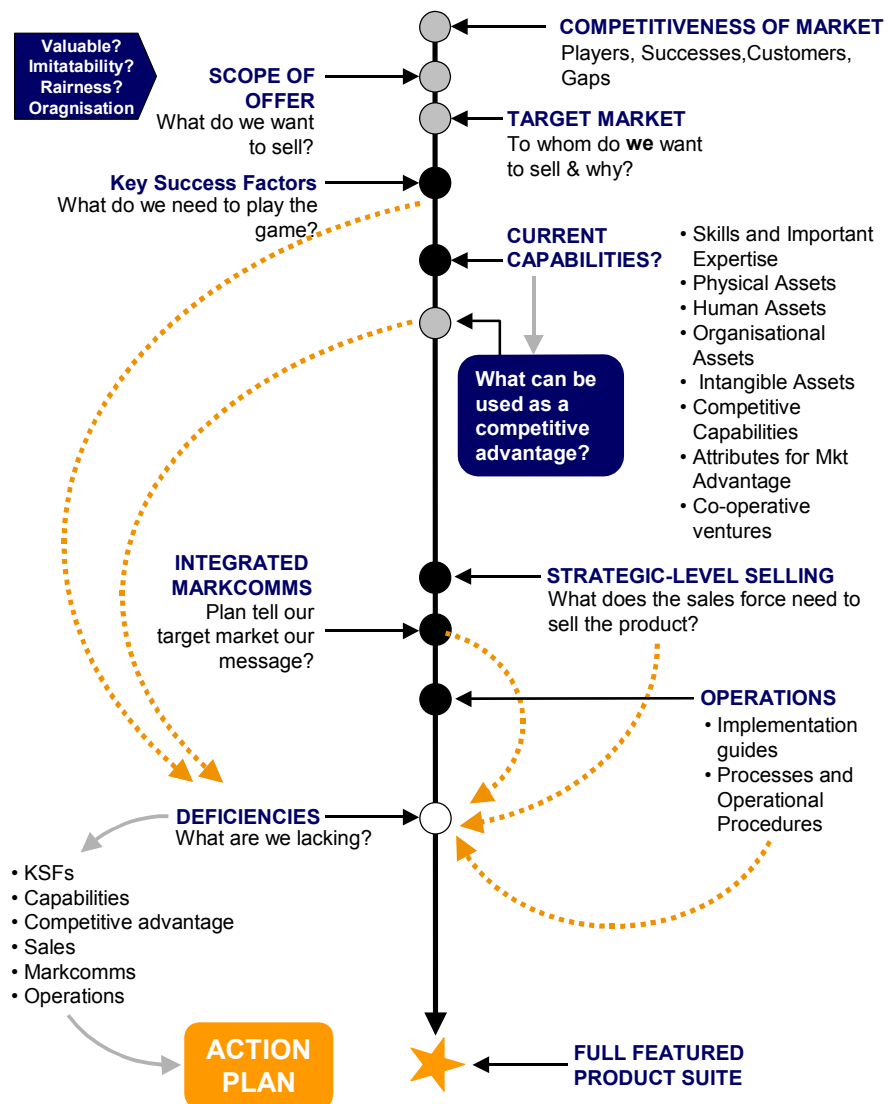 COMPETITIVENESS OF MARKET
Players, Successes,Customers,
Gaps
Valuable?
Imitatability?
Rairness?
Oragnisation
SCOPE OF
OFFER
What do we want
to sell?
TARGET MARKET
To whom do we want
to sell & why?
Key Success Factors
What do we need to play the
game?
CURRENT
CAPABILITIES?
• Skills and Important
Expertise
• Physical Assets
• Human Assets
• Organisational
Assets
• Intangible Assets
• Competitive
Capabilities
• Attributes for Mkt
Advantage
• Co-operative
ventures
What can be
used as a
competitive
advantage?
INTEGRATED
MARKCOMMS
Plan tell our
target market our
message?
STRATEGIC-LEVEL SELLING
What does the sales force need to
sell the product?
OPERATIONS
• Implementation
guides
• Processes and
Operational
Procedures
DEFICIENCIES
What are we lacking?
• KSFs
• Capabilities
• Competitive advantage
• Sales
• Markcomms
• Operations
ACTION
PLAN
FULL FEATURED
PRODUCT SUITE